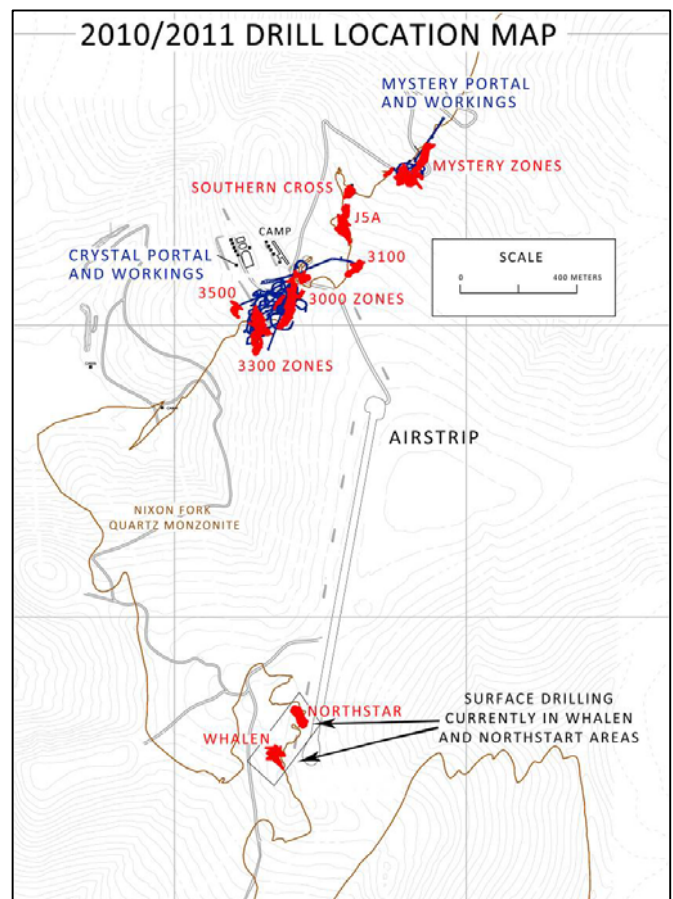 2010/2011 DRILL LOCATION MAP
MYSTERY PORTAL
AND WORKINGS
MYSTERY ZONES
SOUTHERN CROSS
J5A
CAMP
CRYSTAL PORTAL
AND WORKINGS
3100
3500
3000 ZONES
3300 ZONES
SCALE
0
400 METERS
AIRSTRIP
NIXON FORK
QUARTZ MONZONITE
NORTHSTAR
WHALEN
SURFACE DRILLING
CURRENTLY IN WHALEN
AND NORTHSTART AREAS